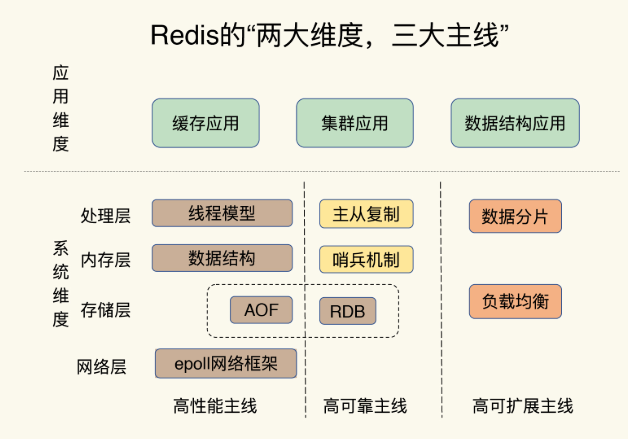 Redis的“两大维度，三大主线”
应用维度
缓存应用
集群应用
数据结构应用
系统维度
处理层
线程模型
主从复制
数据分片
内存层
数据结构
哨兵机制
存储层
AOF
RDB
负载均衡
网络层
epoll网络框架
高性能主线
高可靠主线
高可扩展主线